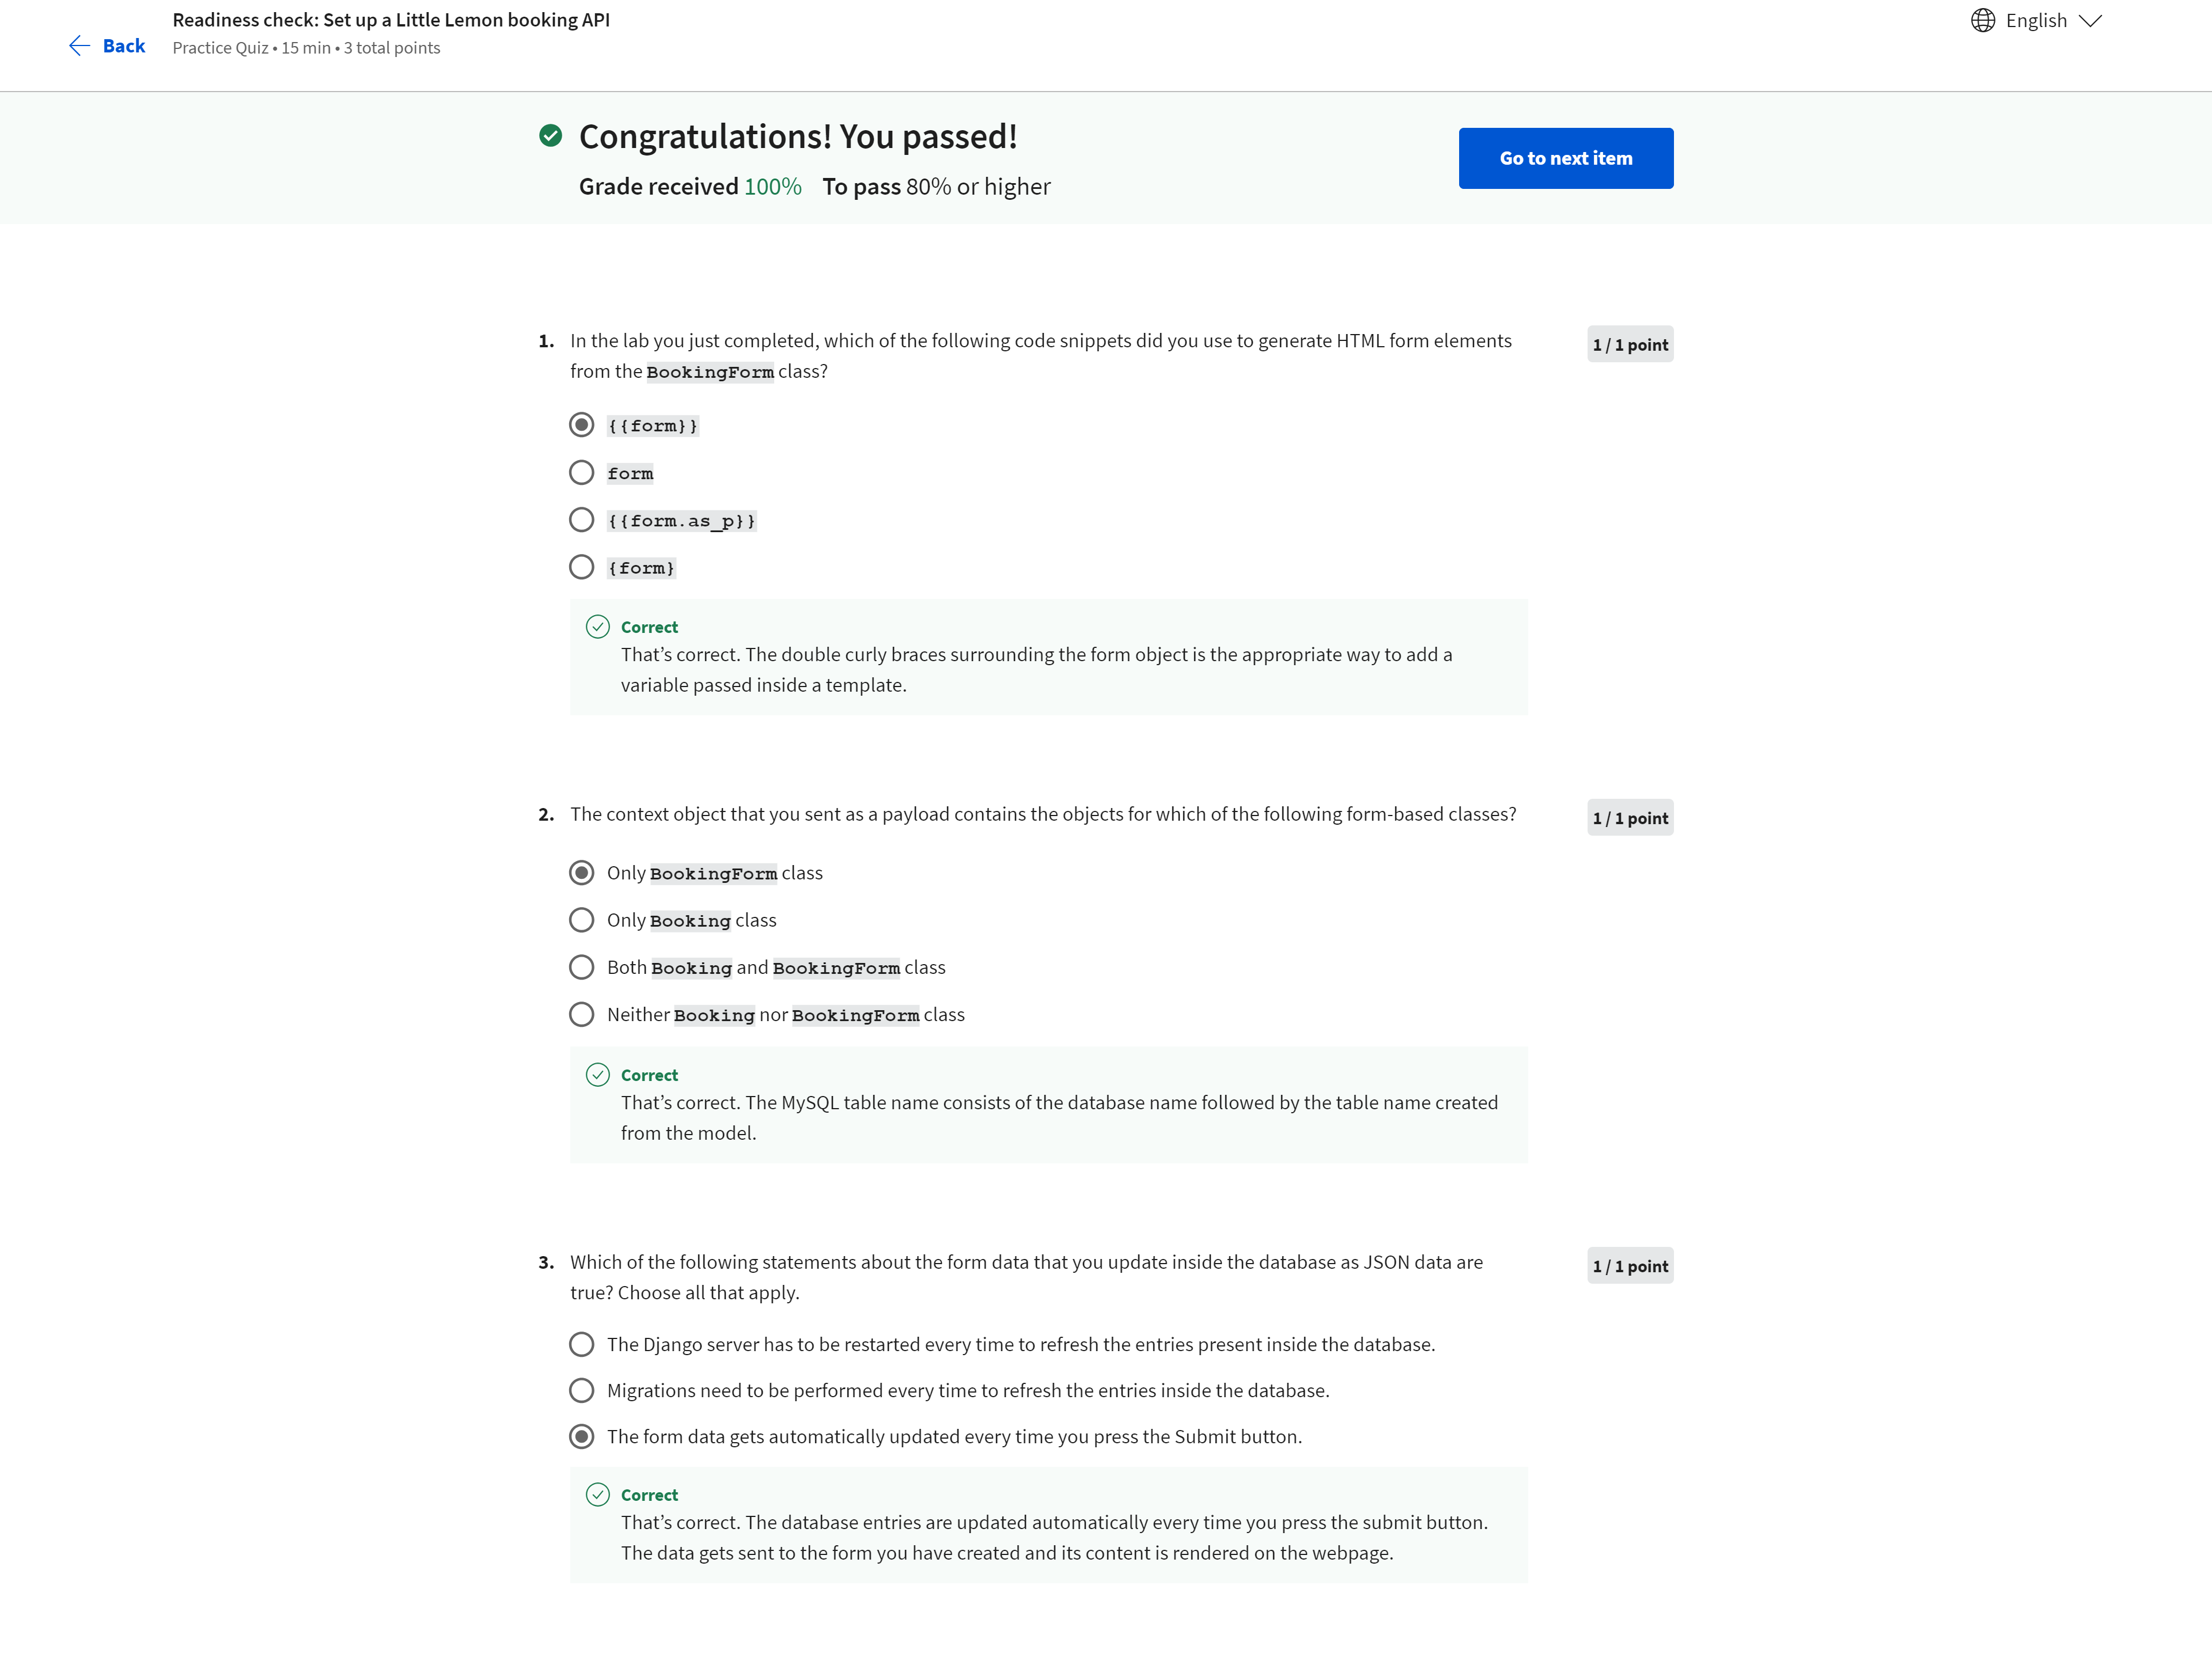 Readiness check: Set up a Little Lemon booking API
Back
Practice Quiz • 15 min • 3 total points
English
Congratulations! You passed!
Grade received 100% To pass 80% or higher
Go to next item
1. In the lab you just completed, which of the following code snippets did you use to generate HTML form elements
from the BookingForm class?
1 / 1 point
{{form}}
form
{{form.as_p}}
{form}
Correct
That’s correct. The double curly braces surrounding the form object is the appropriate way to add a
variable passed inside a template.
2. The context object that you sent as a payload contains the objects for which of the following form-based classes?
1 / 1 point
Only BookingForm class
Only Booking class
Both Booking and BookingForm class
Neither Booking nor BookingForm class
Correct
That’s correct. The MySQL table name consists of the database name followed by the table name created
from the model.
3. Which of the following statements about the form data that you update inside the database as JSON data are
true? Choose all that apply.
1 / 1 point
The Django server has to be restarted every time to refresh the entries present inside the database.
Migrations need to be performed every time to refresh the entries inside the database.
The form data gets automatically updated every time you press the Submit button.
Correct
That’s correct. The database entries are updated automatically every time you press the submit button.
The data gets sent to the form you have created and its content is rendered on the webpage.